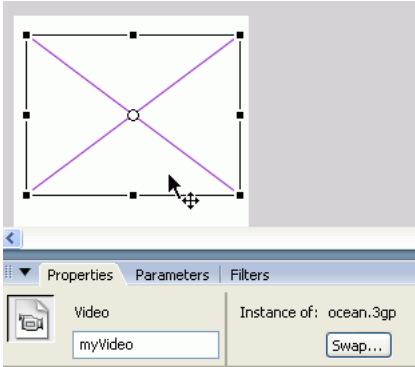 Properties Parameters Filters
Video Instance of: ocean.3gp
myVideo Swap...